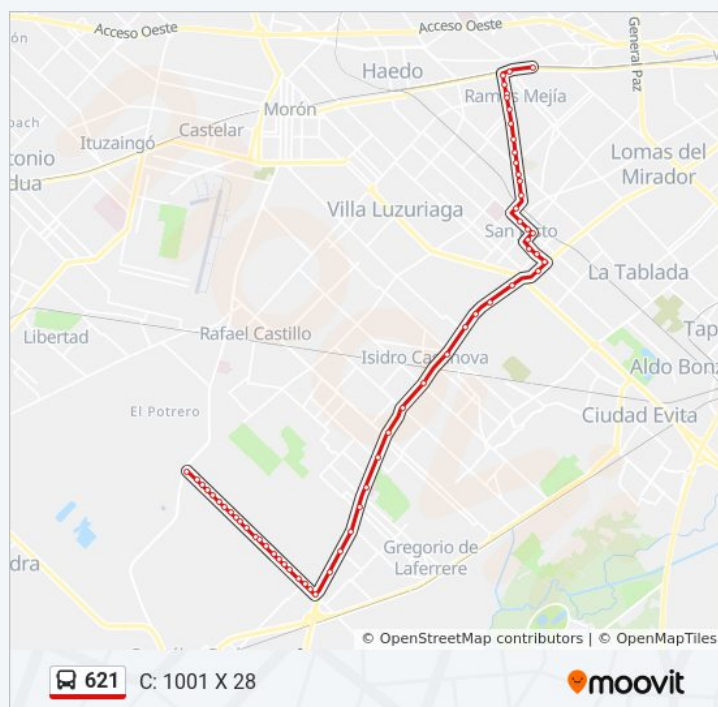 Acceso Oeste
Acceso Oeste
General Paz
Haedo
Ramos Mejía
Morón
Castelar
Ituzaingó
Lomas del
Mirador
Villa Luzuriaga
San Justo
La Tablada
Rafael Castillo
Libertad
Isidro Casanova
Aldo Bonz
El Potrero
Ciudad Evita
Gregorio de
Laferrere
© OpenStreetMap contributors | © OpenMapTiles
621 C: 1001 X 28 moovit